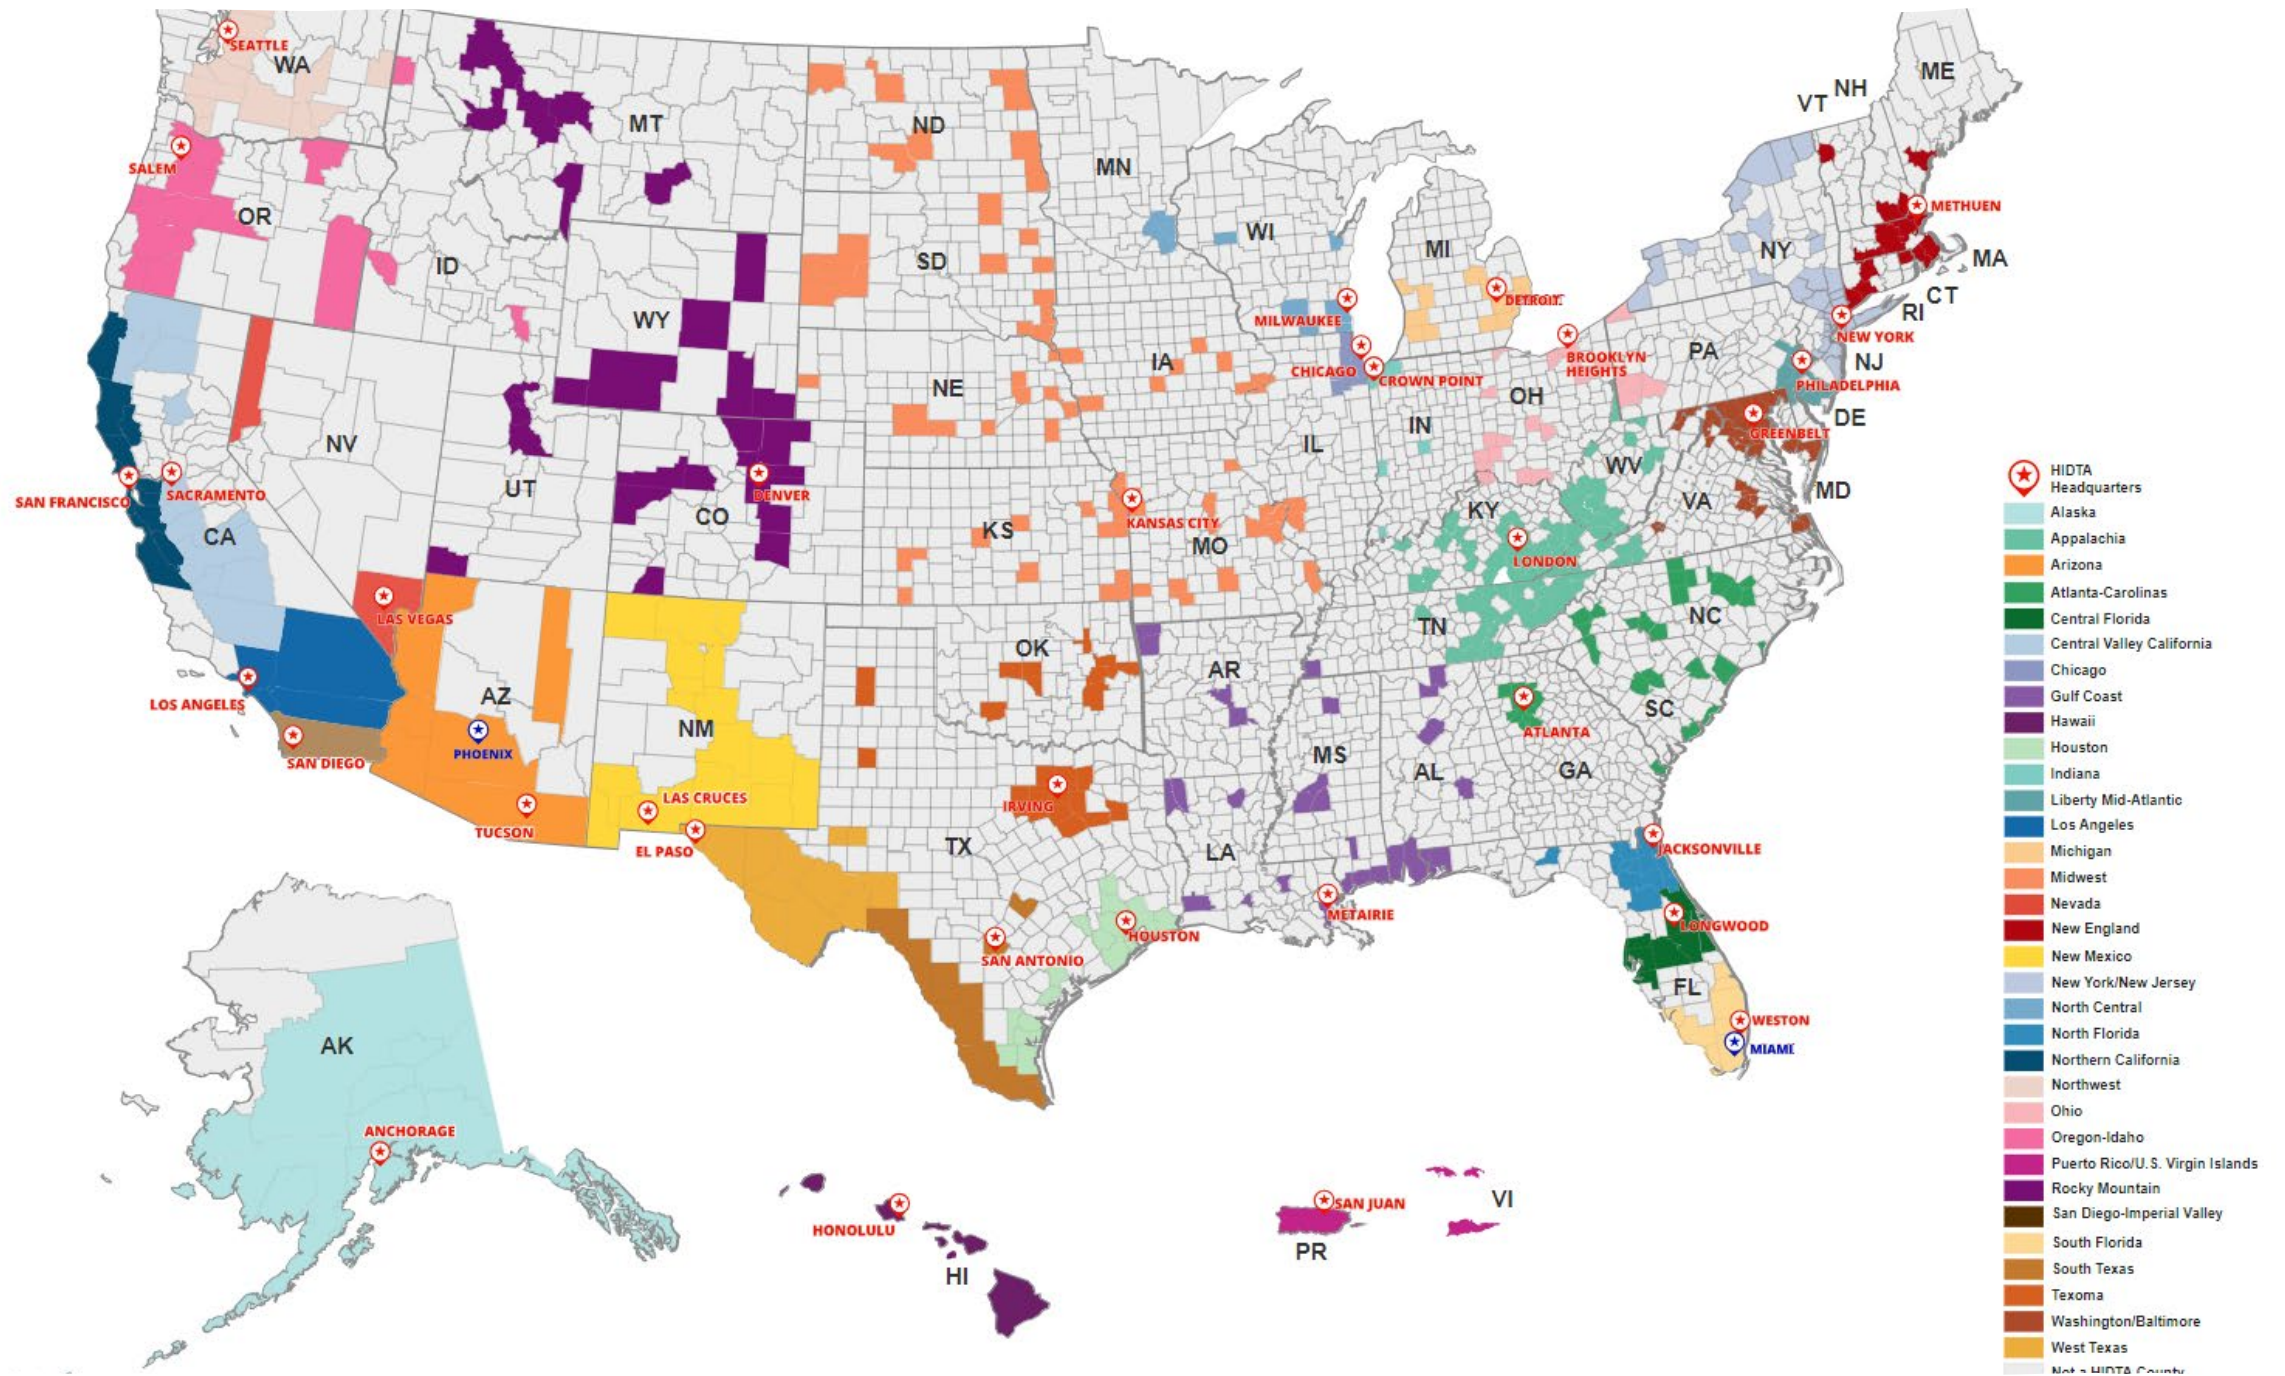 SEATTLE
WA
MT
ND
MN
VT
NH
ME
SALEM
OR
ID
SD
WI
MI
NY
METHUEN
MA
CT
RI
WY
MILWAUKEE
DETROIT
NEW YORK
NJ
BROOKLYN
HEIGHTS
PA
PHILADELPHIA
CHICAGO
CROWN POINT
IA
NE
OH
DE
IN
IL
GREENBELT
NV
UT
WV
MD
SAN FRANCISCO
SACRAMENTO
DENVER
CO
KANSAS CITY
KY
VA
CA
KS
MO
LONDON
LAS VEGAS
OK
TN
NC
AR
LOS ANGELES
AZ
NM
SC
ATLANTA
PHOENIX
SAN DIEGO
MS
AL
GA
TUCSON
LAS CRUCES
EL PASO
IRVING
TX
LA
JACKSONVILLE
METAIRIE
HOUSTON
SAN ANTONIO
LONGWOOD
FL
WESTON
MIAMI
AK
ANCHORAGE
HONOLULU
HI
SAN JUAN
PR
VI
HIDTA
Headquarters
Alaska
Appalachia
Arizona
Atlanta-Carolinas
Central Florida
Central Valley California
Chicago
Gulf Coast
Hawaii
Houston
Indiana
Liberty Mid-Atlantic
Los Angeles
Michigan
Midwest
Nevada
New England
New Mexico
New York/New Jersey
North Central
North Florida
Northern California
Northwest
Ohio
Oregon-Idaho
Puerto Rico/U.S. Virgin Islands
Rocky Mountain
San Diego-Imperial Valley
South Florida
South Texas
Texoma
Washington/Baltimore
West Texas
Not a HIDTA County